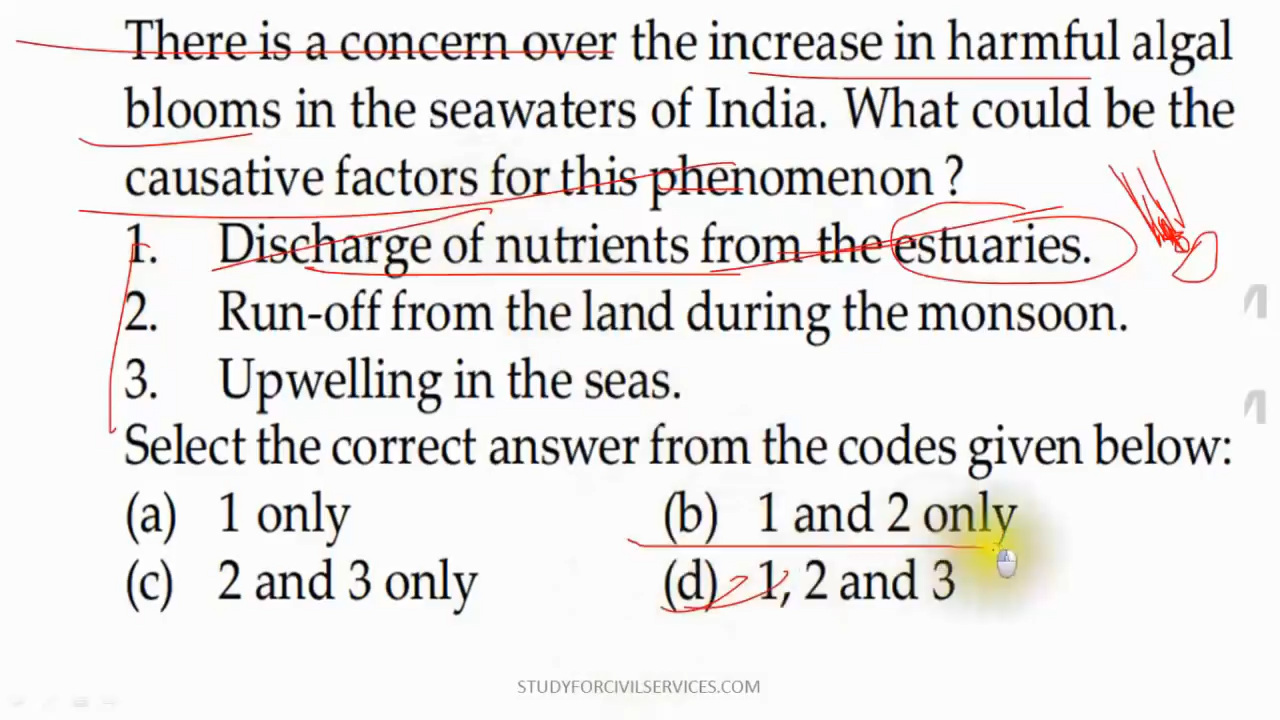 There is a concern over the increase in harmful algal
blooms in the seawaters of India. What could be the
causative factors for this phenomenon ?
1. Discharge of nutrients from the estuaries.
2. Run-off from the land during the monsoon.
3. Upwelling in the seas.
Select the correct answer from the codes given below:
(a) 1 only (b) 1 and 2 only
(c) 2 and 3 only (d) 1, 2 and 3
STUDYFORCIVILSERVICES.COM